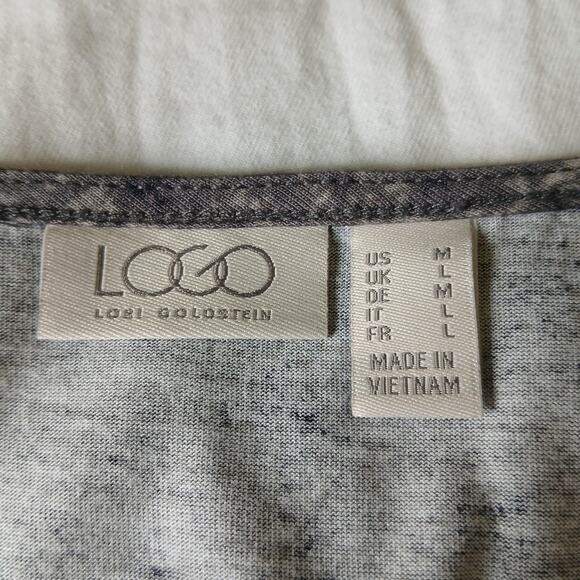 LOGO
LORI GOLDSTEIN
US M
UK L
DE M
IT L
FR L
MADE IN
VIETNAM